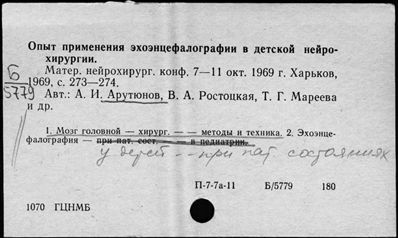 Опыт применения эхоэнцефалографии в детской нейро-
хирургии.
Матер. нейрохирург. конф. 7—11 окт. 1969 г. Харьков,
1969, с. 273—274.
Б
5779
Авт.: А. И. Арутюнов, В. А. Ростоцкая, Т. Г. Мареева
и др.
1. Мозг головной — хирург. — — методы и техника. 2. Эхоэнце-
фалография — при пат. сост. — — в педиатрии.
у детей - - при пат. состояниях
П-7-7а-11 Б/5779 180
1070 ГЦНМБ